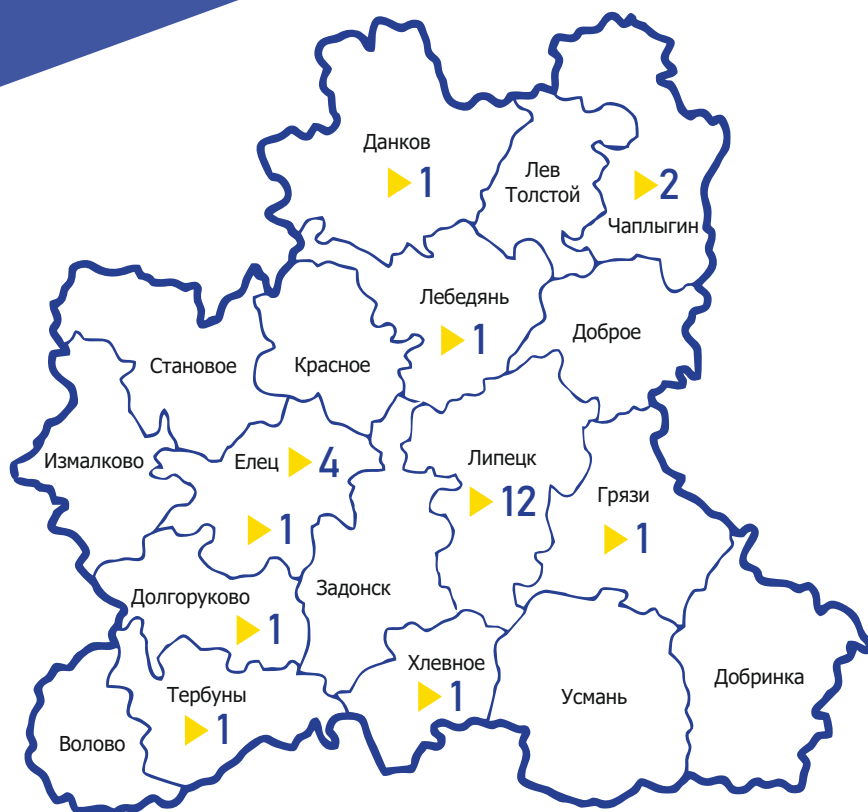 Данков
1
Лев
Толстой
2
Чаплыгин
Лебедянь
1
Доброе
Становое
Красное
Измалково
Елец 4
1
Липецк
12
Грязи
1
Долгоруково
1
Задонск
Хлевное
1
Тербуны
1
Волово
Усмань
Добринка